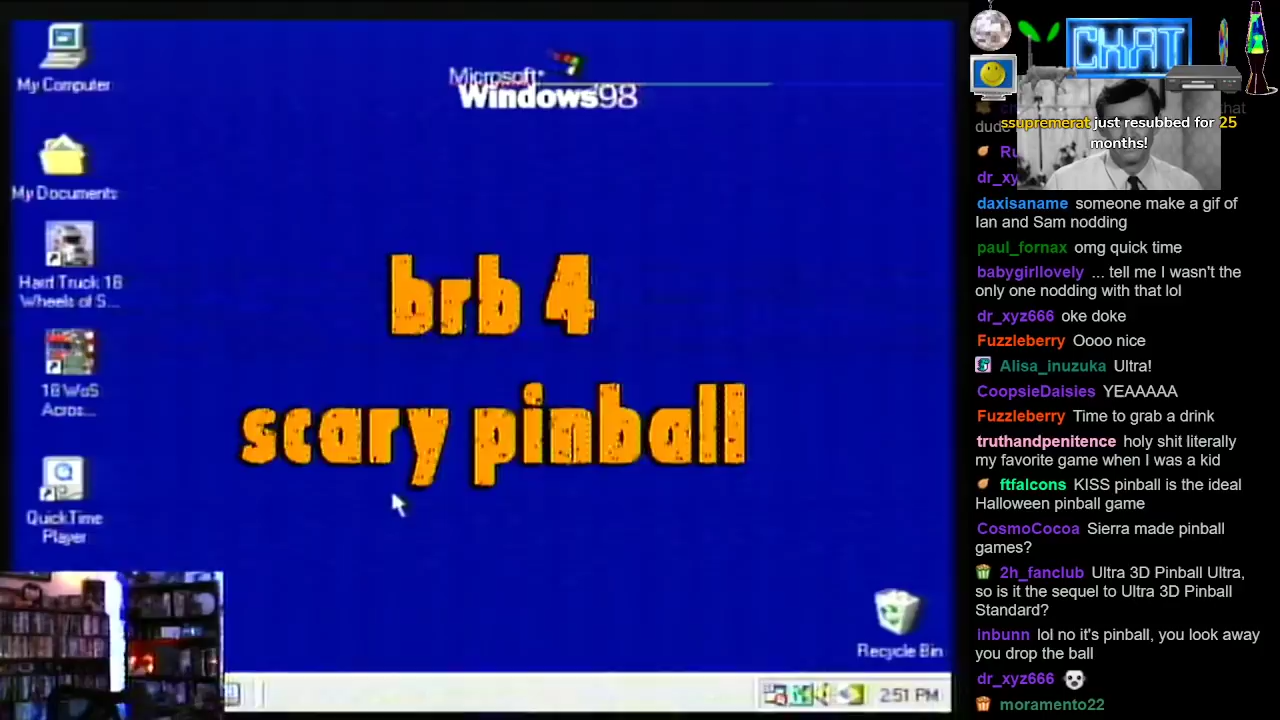 My Computer
My Documents
Hard Truck 18
Wheels of S...
18 WoS
Acros...
QuickTime
Player
Microsoft
Windows 98
brb 4
scary pinball
Recycle Bin
2:51 PM
CHAT
that
dude
ssupremerat just resubbed for 25
months!
Ru
dr_xy
daxisaname someone make a gif of
Ian and Sam nodding
paul_fornax omg quick time
babygirllovely ... tell me I wasn't the
only one nodding with that lol
dr_xyz666 oke doke
Fuzzleberry Oooo nice
Alisa_inuzuka Ultra!
CoopsieDaisies YEAAAAA
Fuzzleberry Time to grab a drink
truthandpenitence holy shit literally
my favorite game when I was a kid
ftfalcons KISS pinball is the ideal
Halloween pinball game
CosmoCocoa Sierra made pinball
games?
2h_fanclub Ultra 3D Pinball Ultra,
so is it the sequel to Ultra 3D Pinball
Standard?
inbunn lol no it's pinball, you look away
you drop the ball
dr_xyz666
moramento22